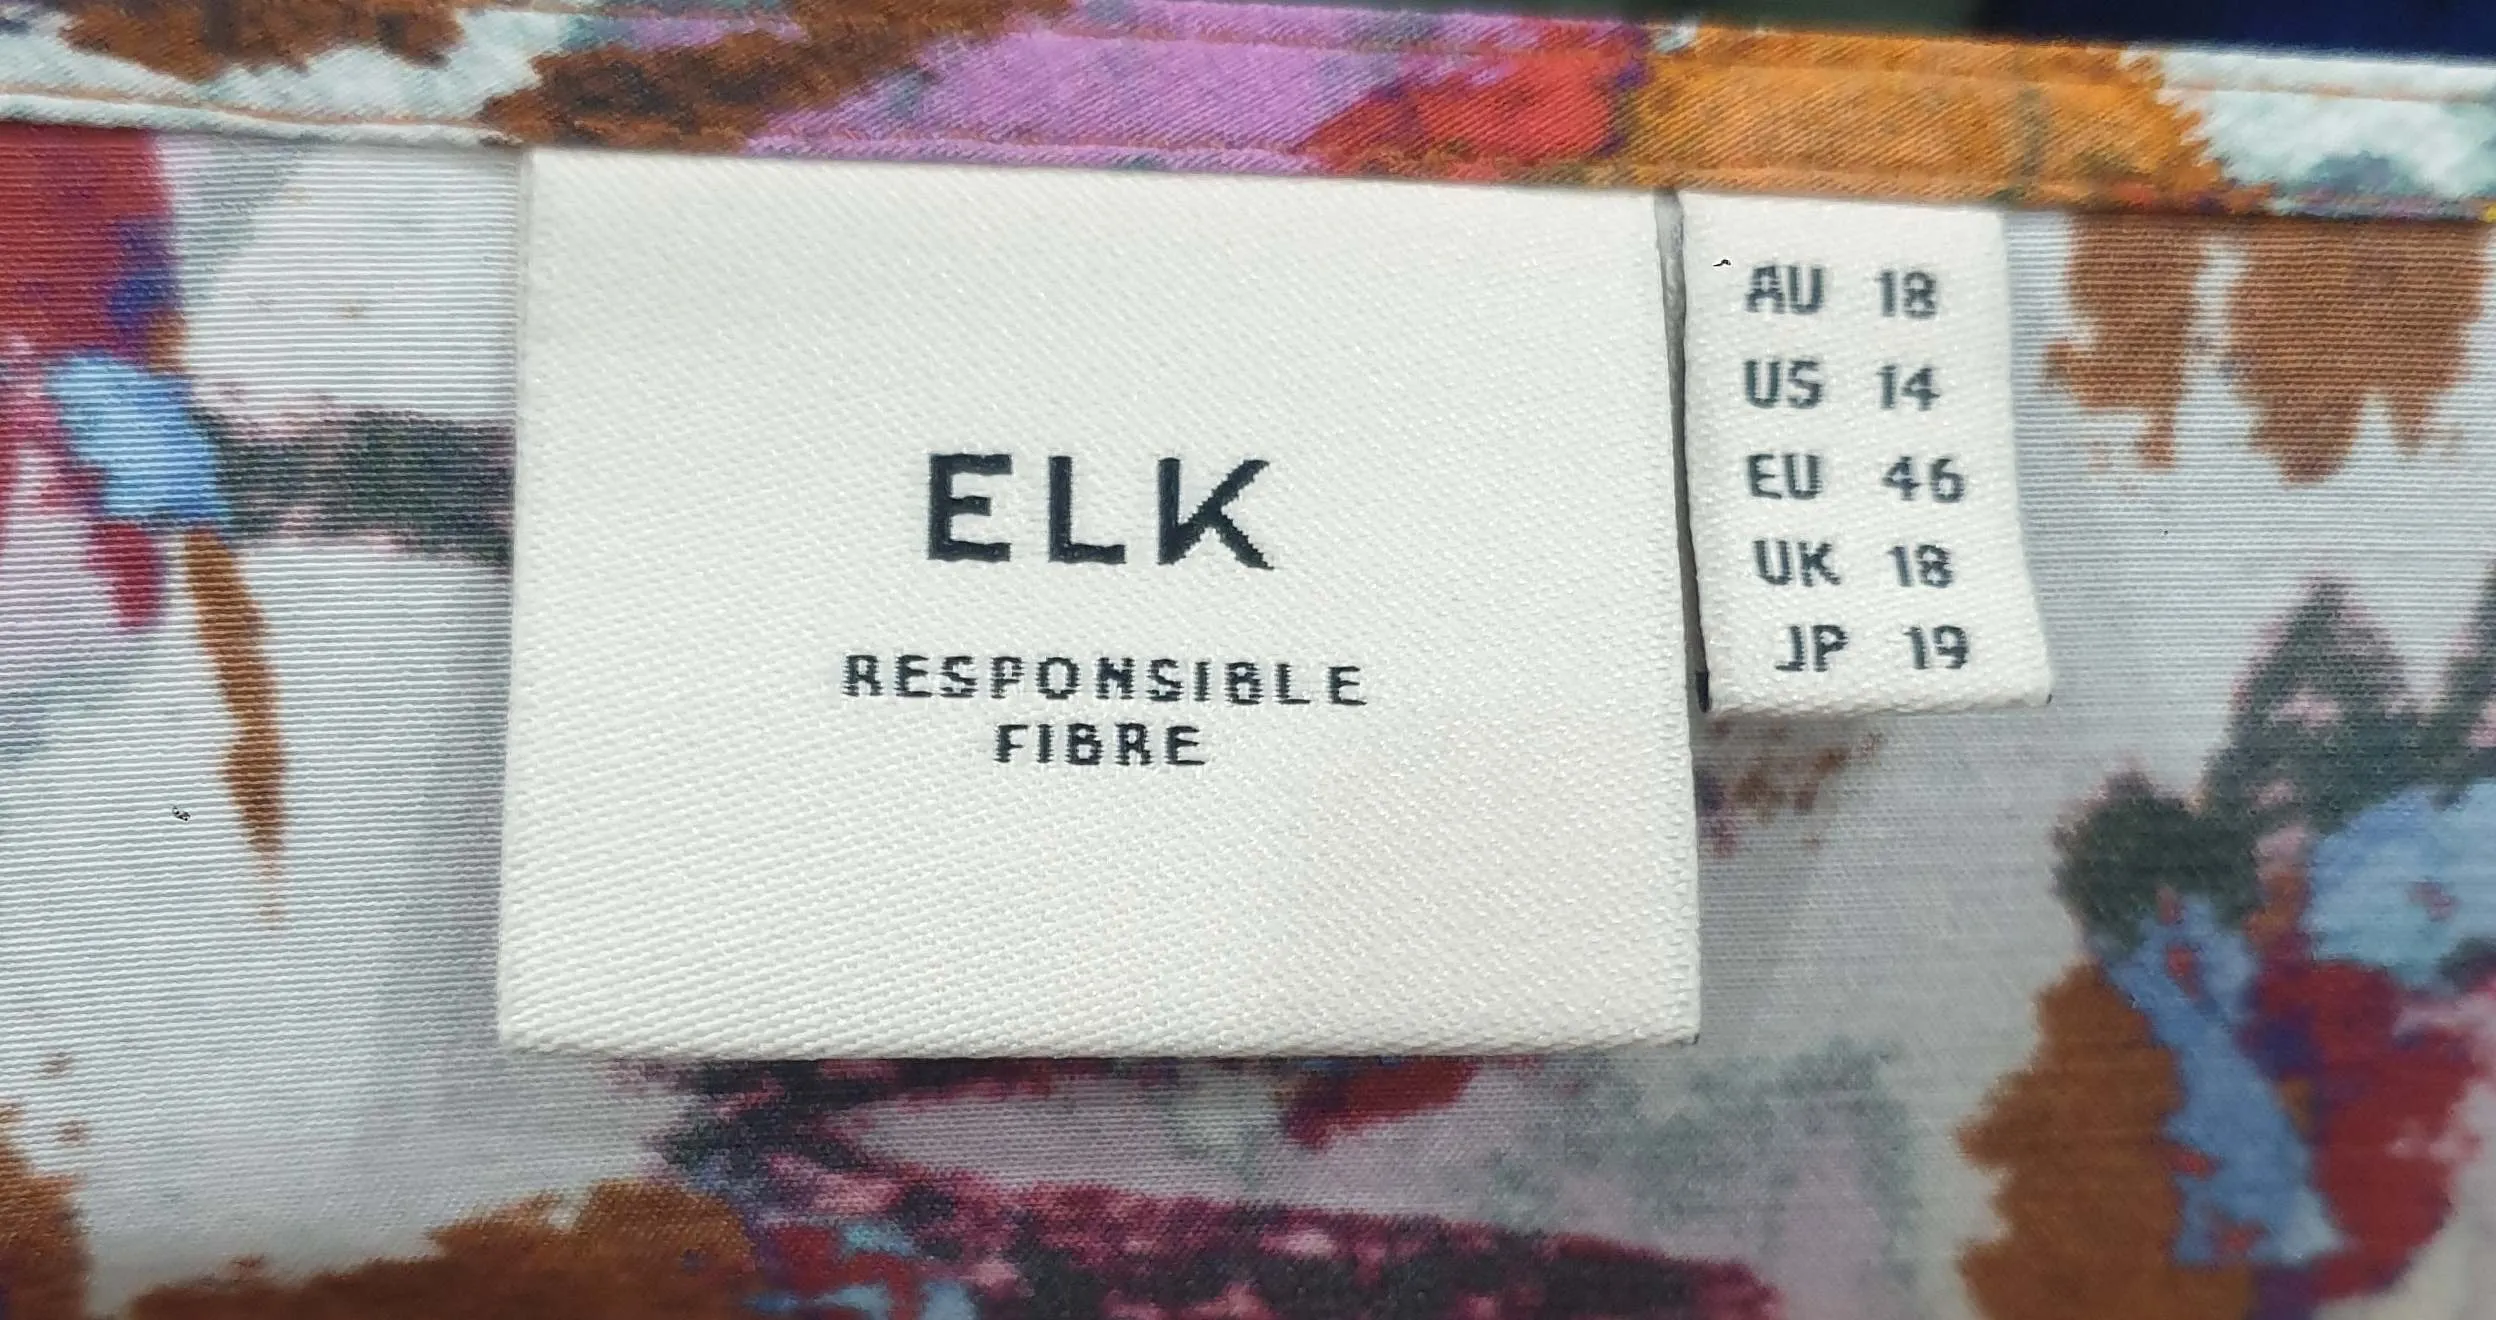 ELK
RESPONSIBLE
FIBRE
AU 18
US 14
EU 46
UK 18
JP 19